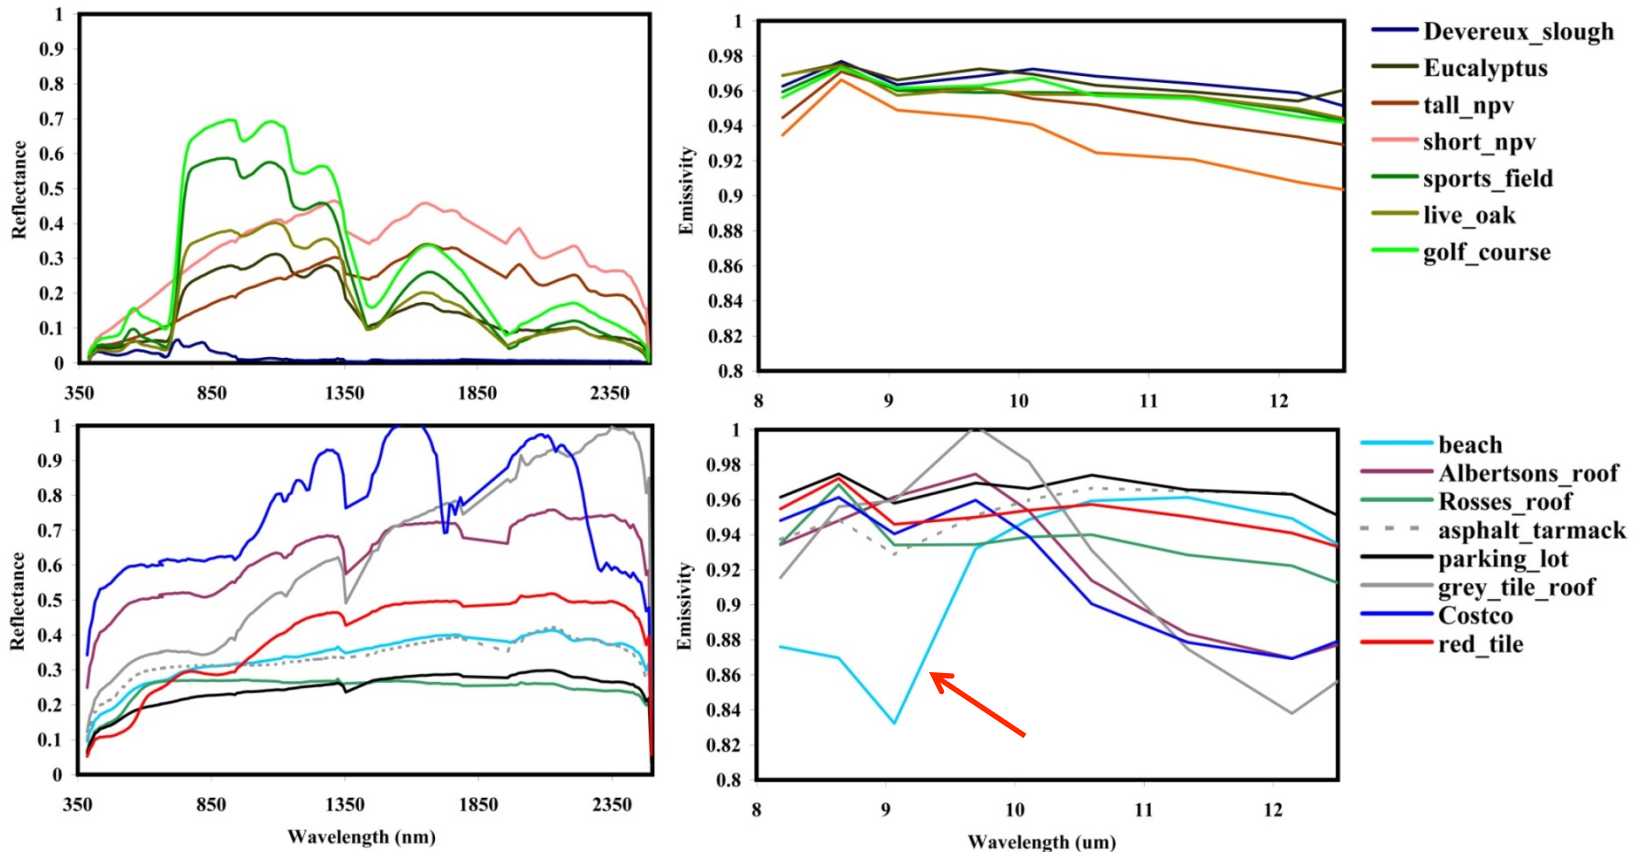 1
0.9
0.8
0.7
0.6
0.5
0.4
0.3
0.2
0.1
0
Reflectance
350 850 1350 1850 2350
1
0.98
0.96
0.94
0.92
0.9
0.88
0.86
0.84
0.82
0.8
Emissivity
8 9 10 11 12
Devereux_slough
Eucalyptus
tall_npv
short_npv
sports_field
live_oak
golf_course
1
0.9
0.8
0.7
0.6
0.5
0.4
0.3
0.2
0.1
0
Reflectance
350 850 1350 1850 2350
Wavelength (nm)
1
0.98
0.96
0.94
0.92
0.9
0.88
0.86
0.84
0.82
0.8
Emissivity
8 9 10 11 12
Wavelength (um)
beach
Albertsons_roof
Rosses_roof
asphalt_tarmack
parking_lot
grey_tile_roof
Costco
red_tile